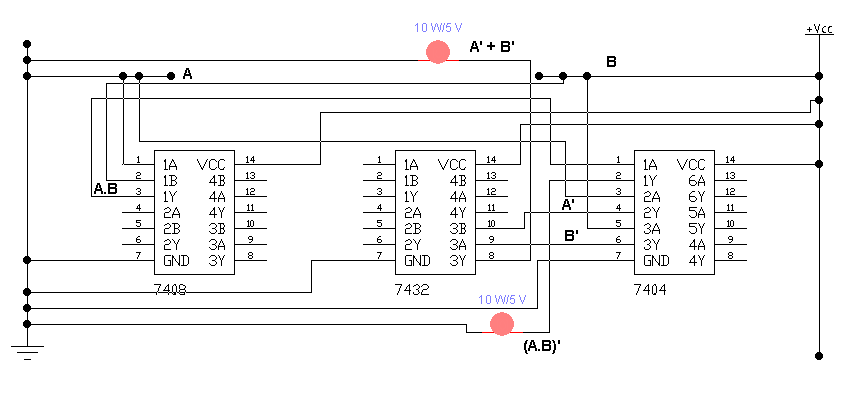 10 W/5 V
A' + B'
+Vcc
A
B
1 1A VCC 14
2 1B 4B 13
3 1Y 4A 12
4 2A 4Y 11
5 2B 3B 10
6 2Y 3A 9
7 GND 3Y 8
7408
A.B
1 1A VCC 14
2 1B 4B 13
3 1Y 4A 12
4 2A 4Y 11
5 2B 3B 10
6 2Y 3A 9
7 GND 3Y 8
7432
A'
B'
1 1A VCC 14
2 1Y 6A 13
3 2A 6Y 12
4 2Y 5A 11
5 3A 5Y 10
6 3Y 4A 9
7 GND 4Y 8
7404
10 W/5 V
(A.B)'